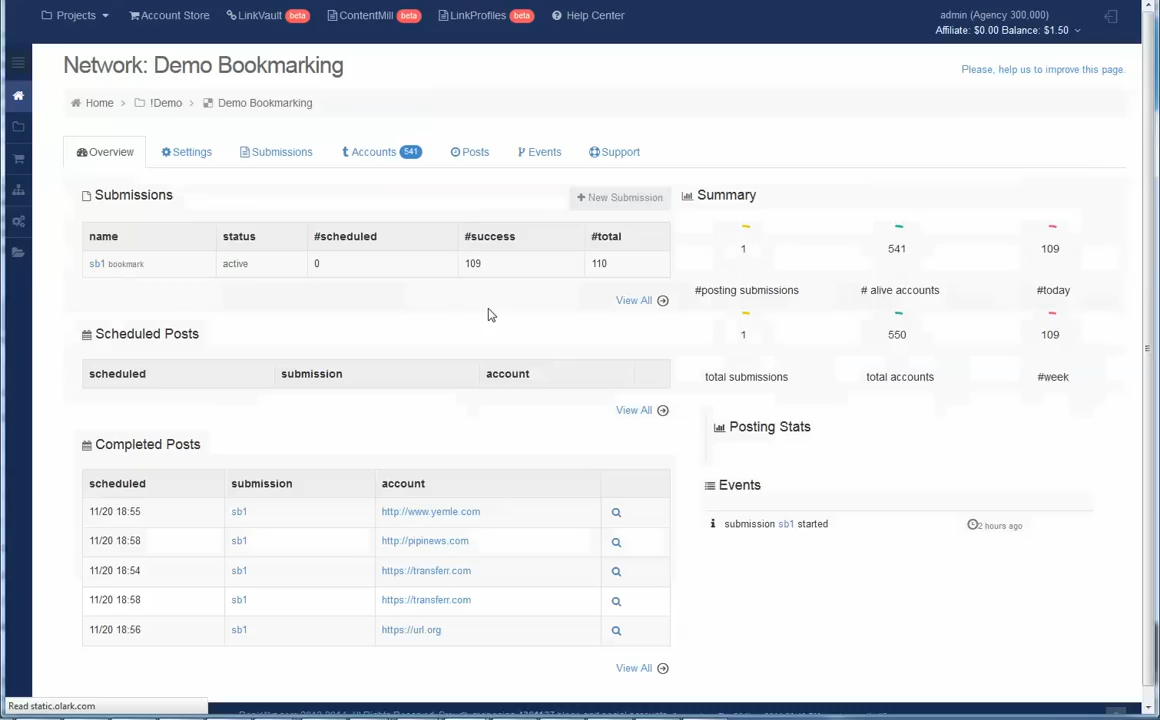 Projects Account Store LinkVault beta ContentMill beta LinkProfiles beta Help Center
admin (Agency 300,000)
Affiliate: $0.00 Balance: $1.50
Network: Demo Bookmarking
Please, help us to improve this page.
Home > !Demo > Demo Bookmarking
Overview Settings Submissions Accounts 541 Posts Events Support
Submissions
+ New Submission
name status #scheduled #success #total
sb1 bookmark active 0 109 110
View All
Scheduled Posts
scheduled submission account
View All
Completed Posts
scheduled submission account
11/20 18:55 sb1 http://www.yemle.com
11/20 18:58 sb1 http://pipinews.com
11/20 18:54 sb1 https://transferr.com
11/20 18:58 sb1 https://transferr.com
11/20 18:56 sb1 https://url.org
View All
Summary
1 541 109
#posting submissions # alive accounts #today
1 550 109
total submissions total accounts #week
Posting Stats
Events
submission sb1 started 2 hours ago
Read static.olark.com